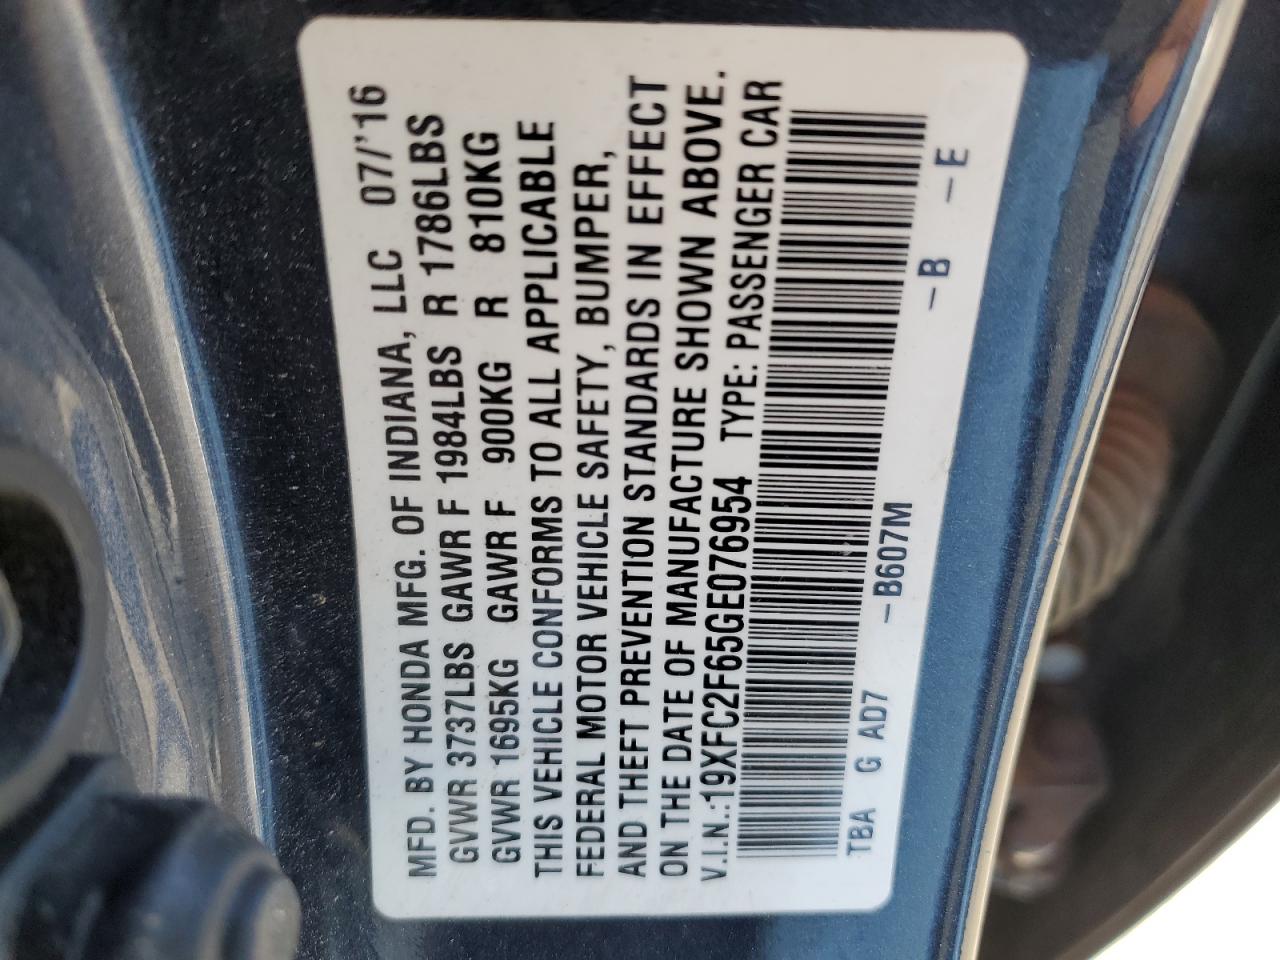 MFD. BY HONDA MFG. OF INDIANA, LLC 07/'16
GVWR 3737LBS GAWR F 1984LBS R 1786LBS
GVWR 1695KG GAWR F 900KG R 810KG
THIS VEHICLE CONFORMS TO ALL APPLICABLE
FEDERAL MOTOR VEHICLE SAFETY, BUMPER,
AND THEFT PREVENTION STANDARDS IN EFFECT
ON THE DATE OF MANUFACTURE SHOWN ABOVE.
V.I.N.:19XFC2F65GE076954 TYPE: PASSENGER CAR
TBA G AD7 -B607M -B -E